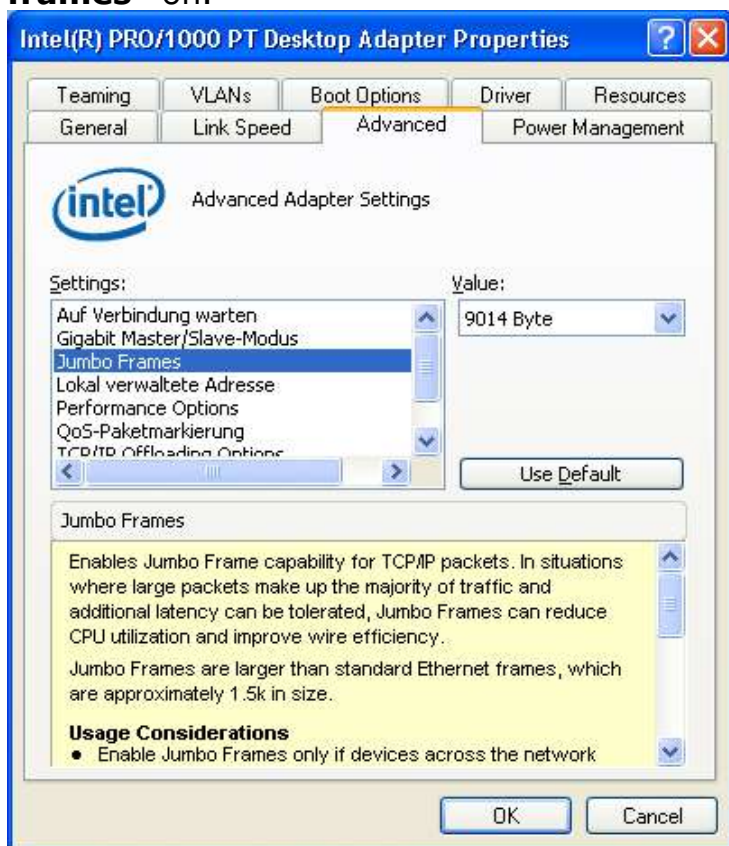 Intel(R) PRO/1000 PT Desktop Adapter Properties
Teaming VLANs Boot Options Driver Resources
General Link Speed Advanced Power Management
intel Advanced Adapter Settings
Settings: Value:
Auf Verbindung warten 9014 Byte
Gigabit Master/Slave-Modus
Jumbo Frames
Lokal verwaltete Adresse
Performance Options
QoS-Paketmarkierung
TCP/IP Offloading Options
Use Default
Jumbo Frames
Enables Jumbo Frame capability for TCP/IP packets. In situations
where large packets make up the majority of traffic and
additional latency can be tolerated, Jumbo Frames can reduce
CPU utilization and improve wire efficiency.
Jumbo Frames are larger than standard Ethernet frames, which
are approximately 1.5k in size.
Usage Considerations
• Enable Jumbo Frames only if devices across the network
OK Cancel